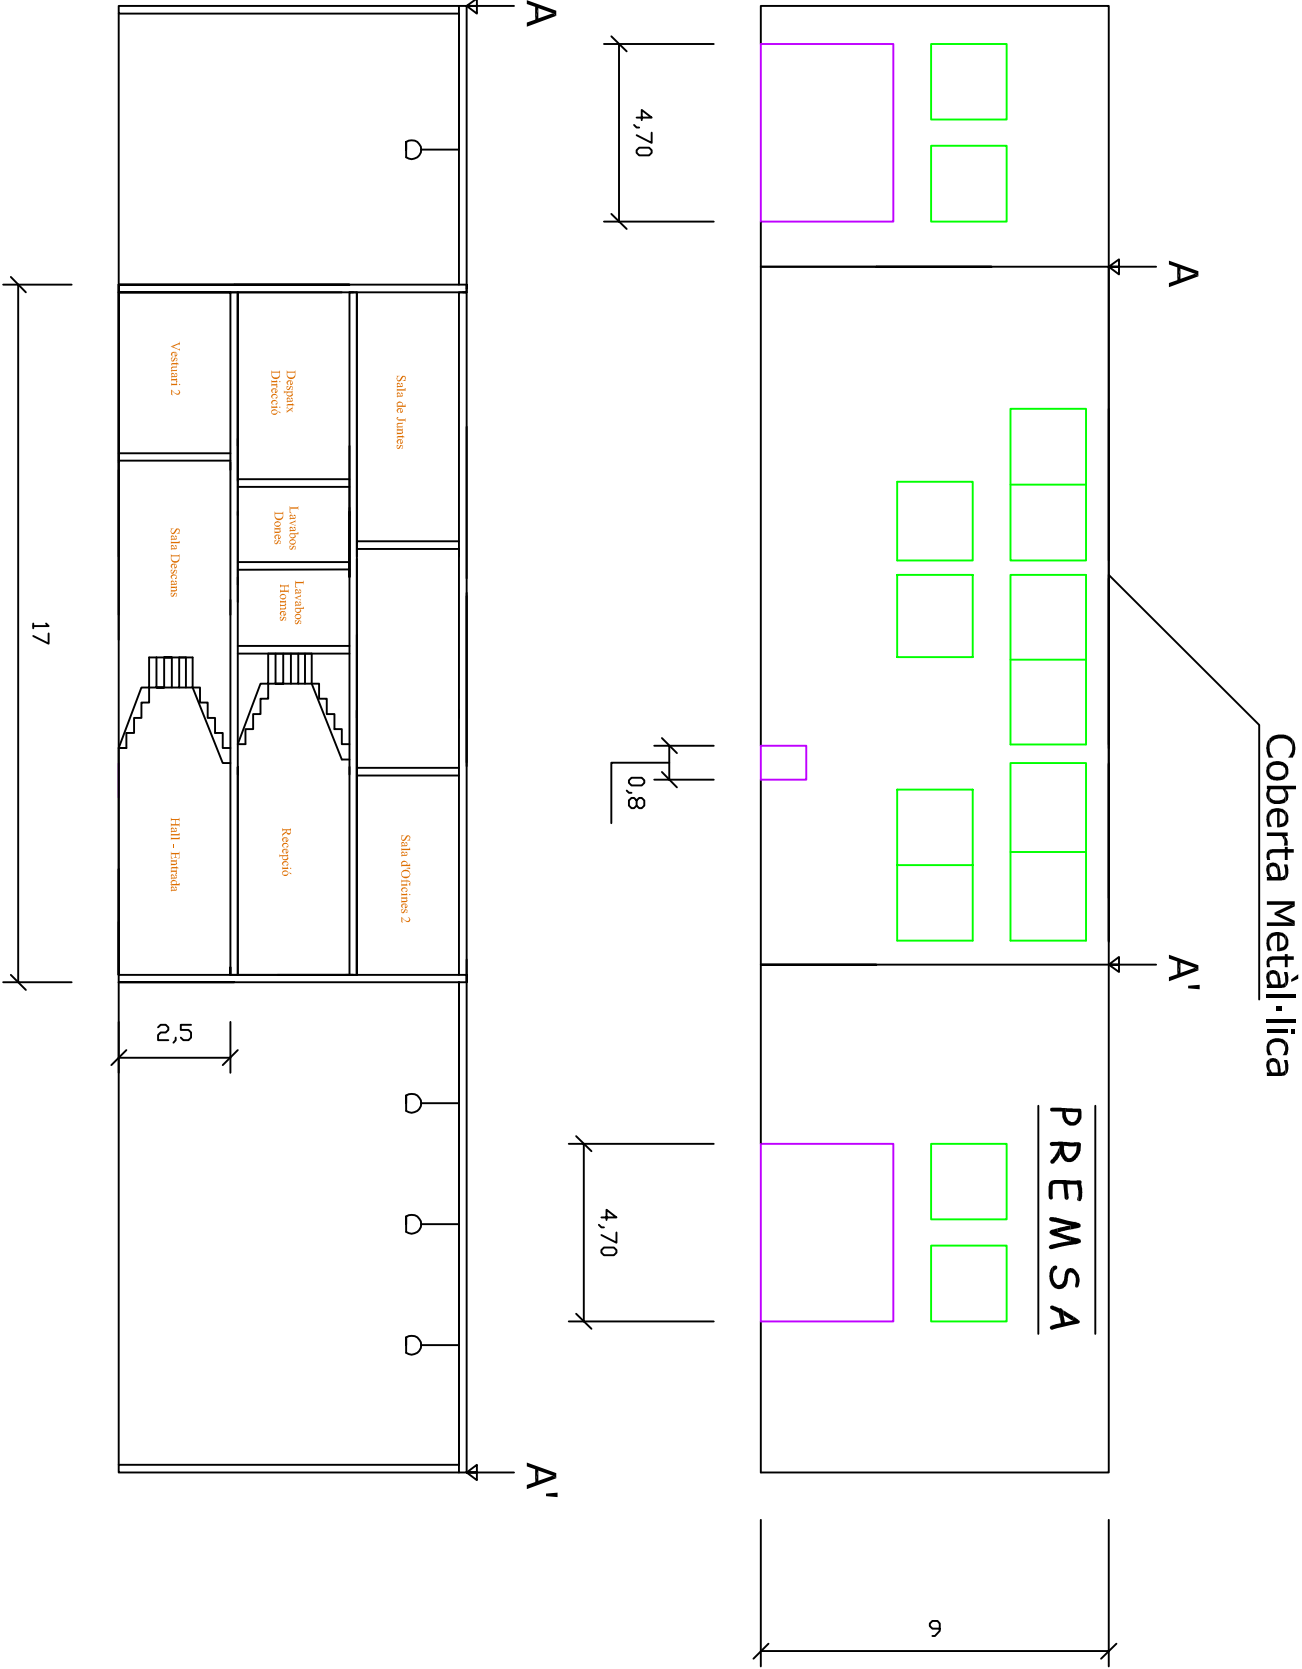 Coberta Metàl·lica
A
A'
PREMSA
9
4,70
0,8
4,70
A
A'
Sala de Juntes
Sala d'Oficines 2
Despatx
Direcció
Lavabos
Dones
Lavabos
Homes
Recepció
Vestuari 2
Sala Descans
Hall - Entrada
2,5
17